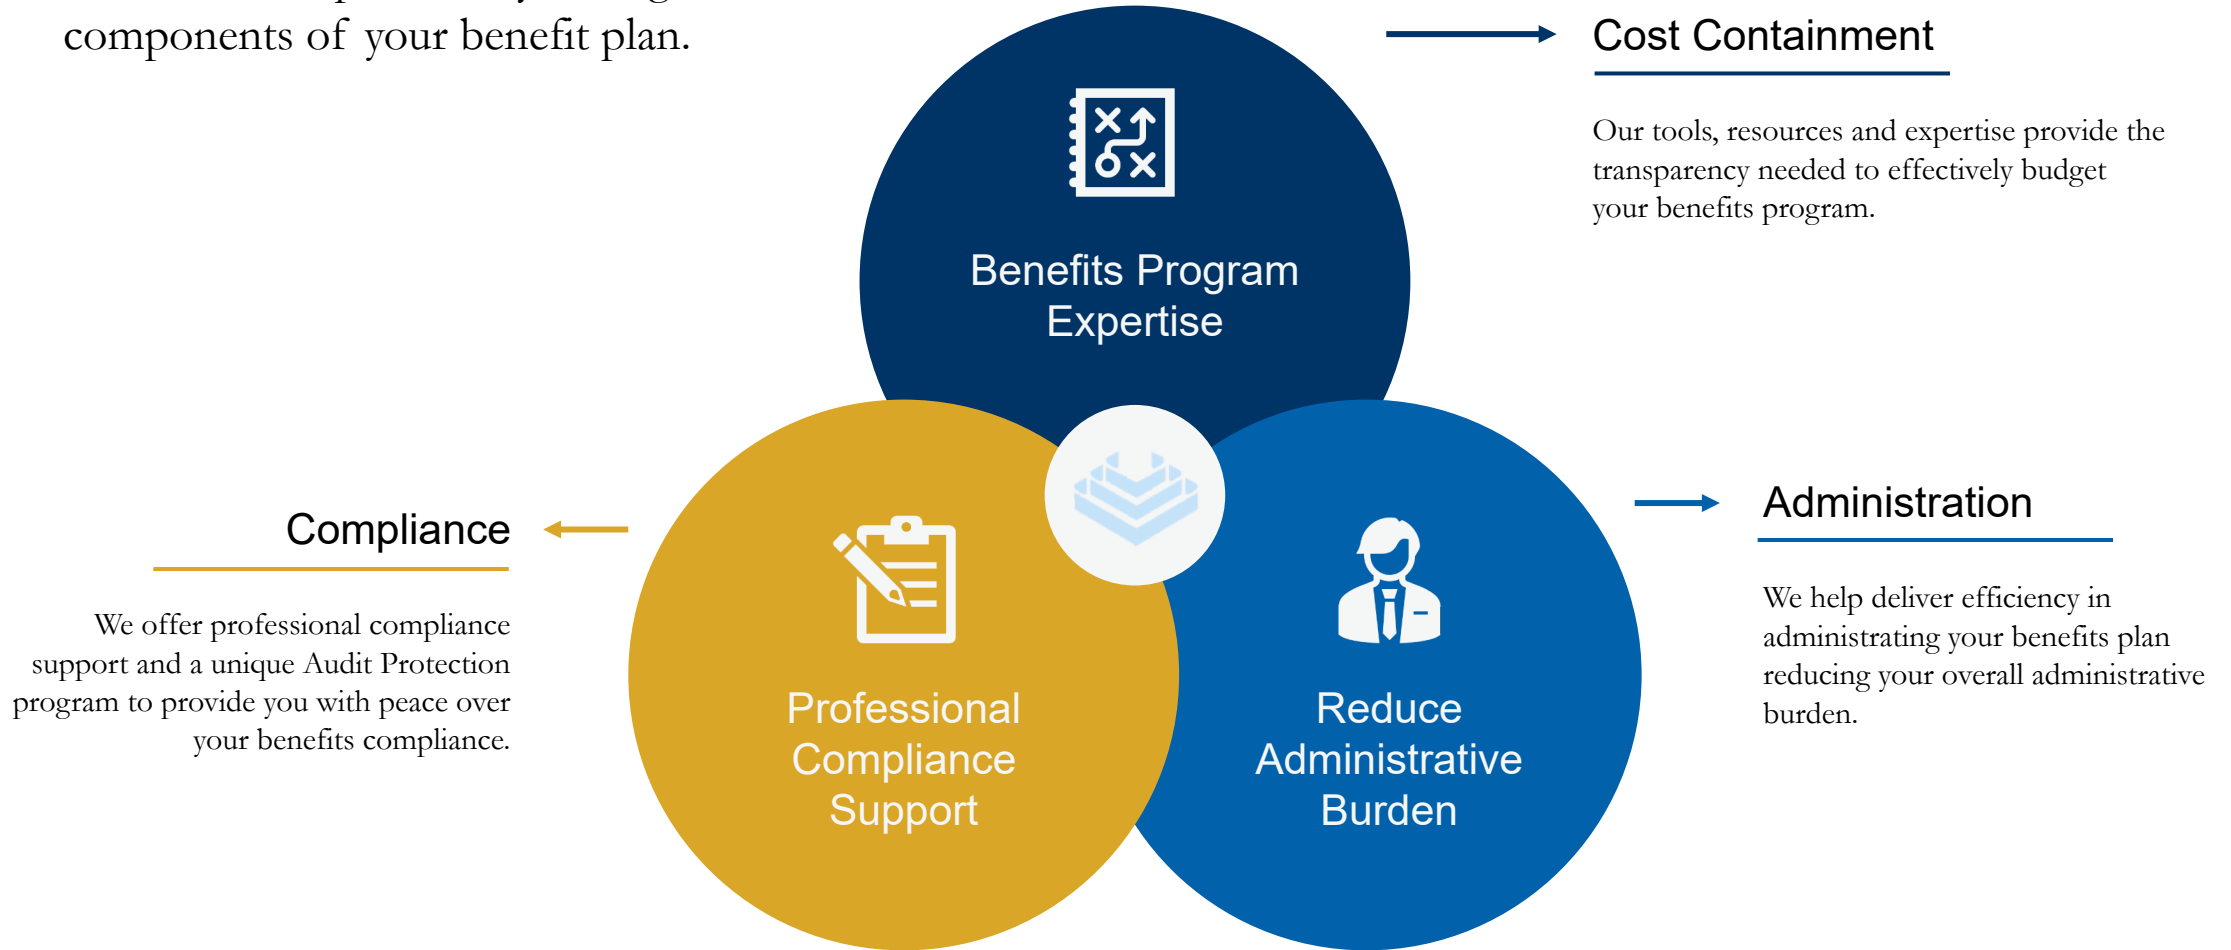 components of your benefit plan.
Cost Containment
Our tools, resources and expertise provide the
transparency needed to effectively budget
your benefits program.
Benefits Program
Expertise
Compliance
We offer professional compliance
support and a unique Audit Protection
program to provide you with peace over
your benefits compliance.
Professional
Compliance
Support
Reduce
Administrative
Burden
Administration
We help deliver efficiency in
administrating your benefits plan
reducing your overall administrative
burden.